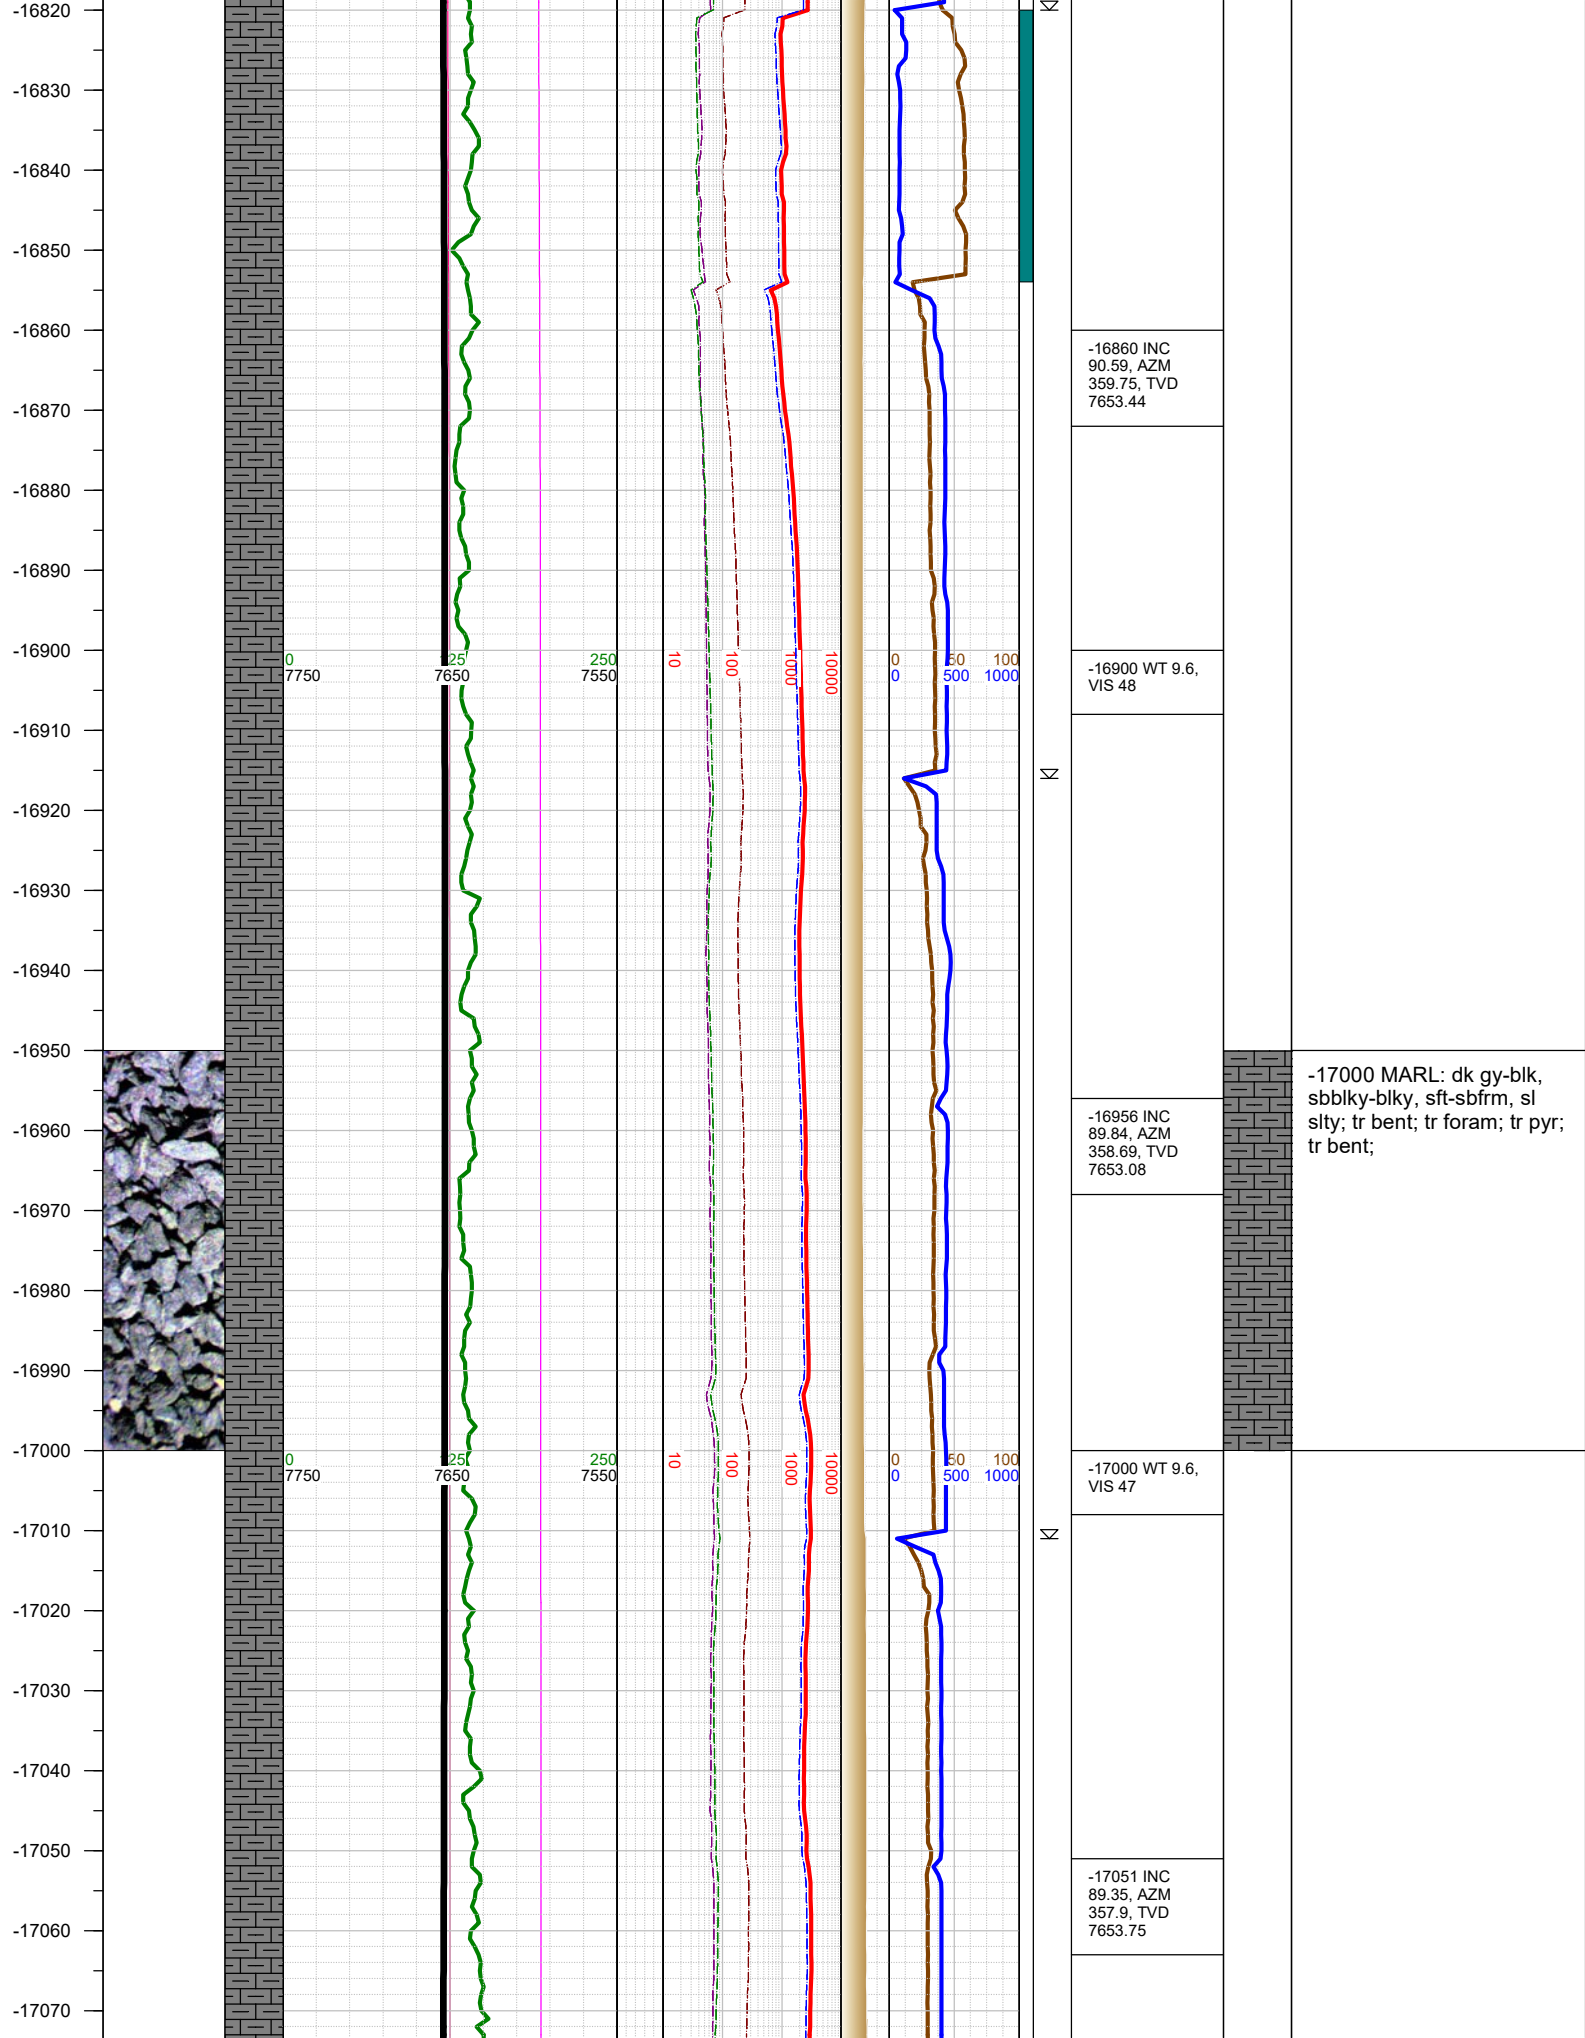 -16820
-16830
-16840
-16850
-16860
-16860 INC
90.59, AZM
359.75, TVD
7653.44
-16870
-16880
-16890
-16900
0 250 10 100 1000 10000 0 50 100
7750 7650 7550 0 500 1000
-16900 WT 9.6,
VIS 48
-16910
-16920
-16930
-16940
-16950
-17000 MARL: dk gy-blk,
sbblky-blky, sft-sbfrm, sl
slty; tr bent; tr foram; tr pyr;
tr bent;
-16956 INC
89.84, AZM
358.69, TVD
7653.08
-16960
-16970
-16980
-16990
-17000
0 250 10 100 1000 10000 0 50 100
7750 7650 7550 0 500 1000
-17000 WT 9.6,
VIS 47
-17010
-17020
-17030
-17040
-17050
-17051 INC
89.35, AZM
357.9, TVD
7653.75
-17060
-17070